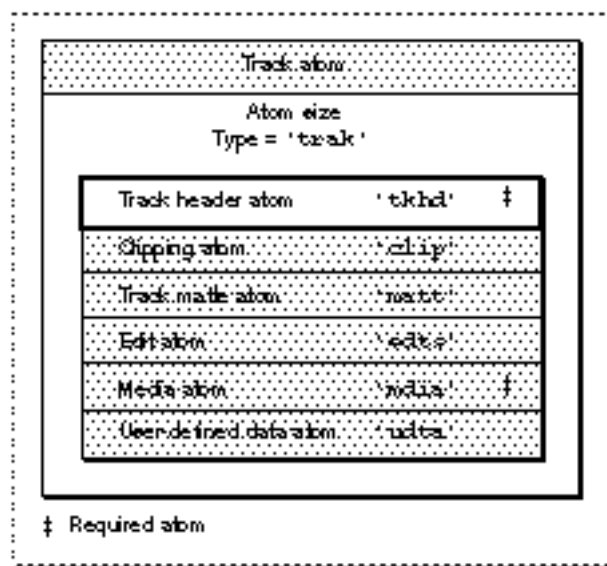 Track atom
Atom size
Type = 'trak'
Track header atom 'tkhd' ‡
Clipping atom 'clip'
Track matte atom 'matt'
Edit atom 'edts'
Media atom 'mdia' ‡
User-defined data atom 'udta'
‡ Required atom